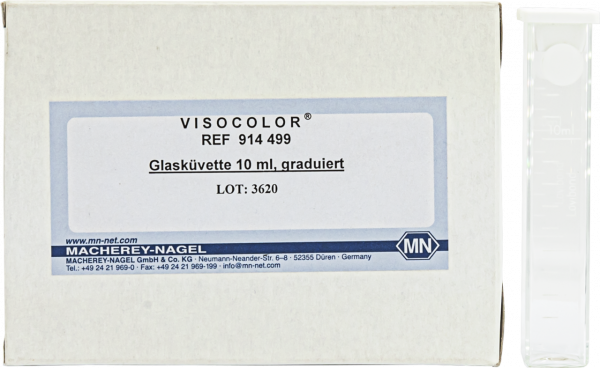 VISOCOLOR®
REF 914 499
Glasküvette 10 ml, graduiert
LOT: 3620
www.mn-net.com
MACHEREY-NAGEL
MACHEREY-NAGEL GmbH & Co. KG · Neumann-Neander-Str. 6–8 · 52355 Düren · Germany
Tel.: +49 24 21 969-0 · Fax: +49 24 21 969-199 · info@mn-net.com
MN